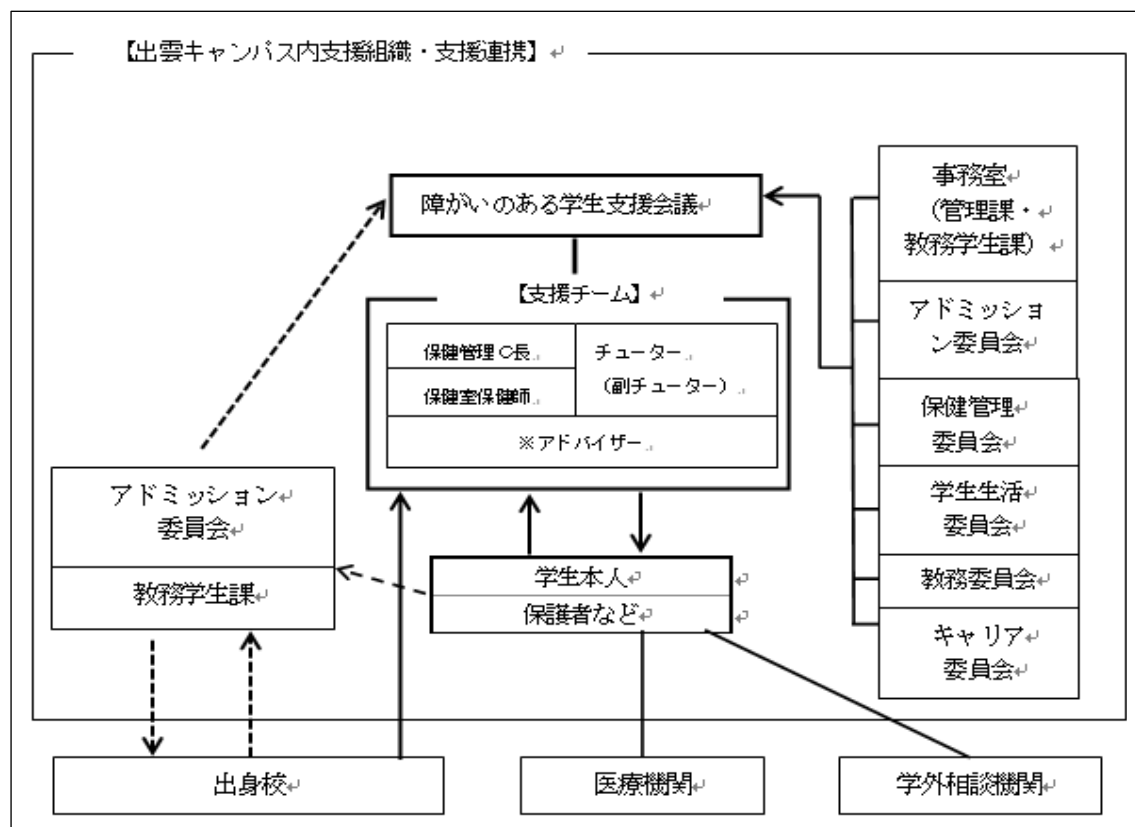 【出雲キャンパス内支援組織・支援連携】
障がいのある学生支援会議
【支援チーム】
保健管理C長
保健室保健師
チューター
（副チューター）
※アドバイザー
アドミッション
委員会
教務学生課
学生本人
保護者など
事務室
（管理課・
教務学生課）
アドミッショ
ン委員会
保健管理
委員会
学生生活
委員会
教務委員会
キャリア
委員会
出身校
医療機関
学外相談機関